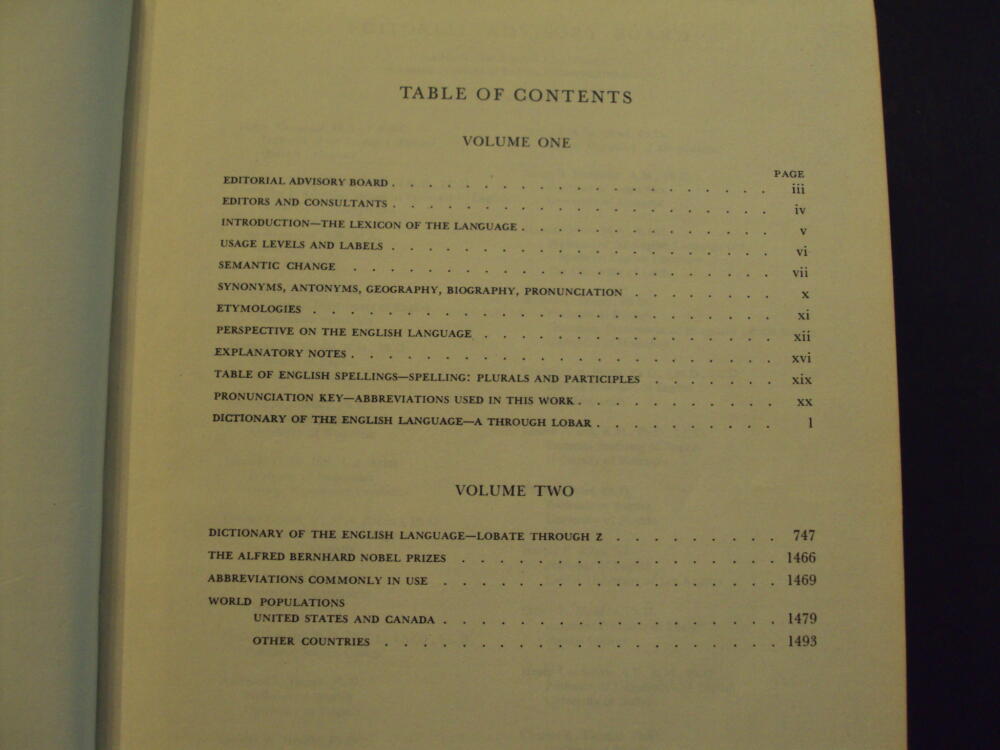 TABLE OF CONTENTS
VOLUME ONE
PAGE
EDITORIAL ADVISORY BOARD . . . . . . . . . . . . . . . . . . . . . iii
EDITORS AND CONSULTANTS . . . . . . . . . . . . . . . . . . . . . iv
INTRODUCTION—THE LEXICON OF THE LANGUAGE . . . . . . . . . . . . . . v
USAGE LEVELS AND LABELS . . . . . . . . . . . . . . . . . . . . . vi
SEMANTIC CHANGE . . . . . . . . . . . . . . . . . . . . . . . vii
SYNONYMS, ANTONYMS, GEOGRAPHY, BIOGRAPHY, PRONUNCIATION . . . . . . . x
ETYMOLOGIES . . . . . . . . . . . . . . . . . . . . . . . . xi
PERSPECTIVE ON THE ENGLISH LANGUAGE . . . . . . . . . . . . . . . . xii
EXPLANATORY NOTES . . . . . . . . . . . . . . . . . . . . . . . xvi
TABLE OF ENGLISH SPELLINGS—SPELLING: PLURALS AND PARTICIPLES . . . . . . xix
PRONUNCIATION KEY—ABBREVIATIONS USED IN THIS WORK . . . . . . . . . . . xx
DICTIONARY OF THE ENGLISH LANGUAGE—A THROUGH LOBAR . . . . . . . . . . 1
VOLUME TWO
DICTIONARY OF THE ENGLISH LANGUAGE—LOBATE THROUGH Z . . . . . . . . . 747
THE ALFRED BERNHARD NOBEL PRIZES . . . . . . . . . . . . . . . . . 1466
ABBREVIATIONS COMMONLY IN USE . . . . . . . . . . . . . . . . . . 1469
WORLD POPULATIONS
UNITED STATES AND CANADA . . . . . . . . . . . . . . . . . . 1479
OTHER COUNTRIES . . . . . . . . . . . . . . . . . . . . . 1493